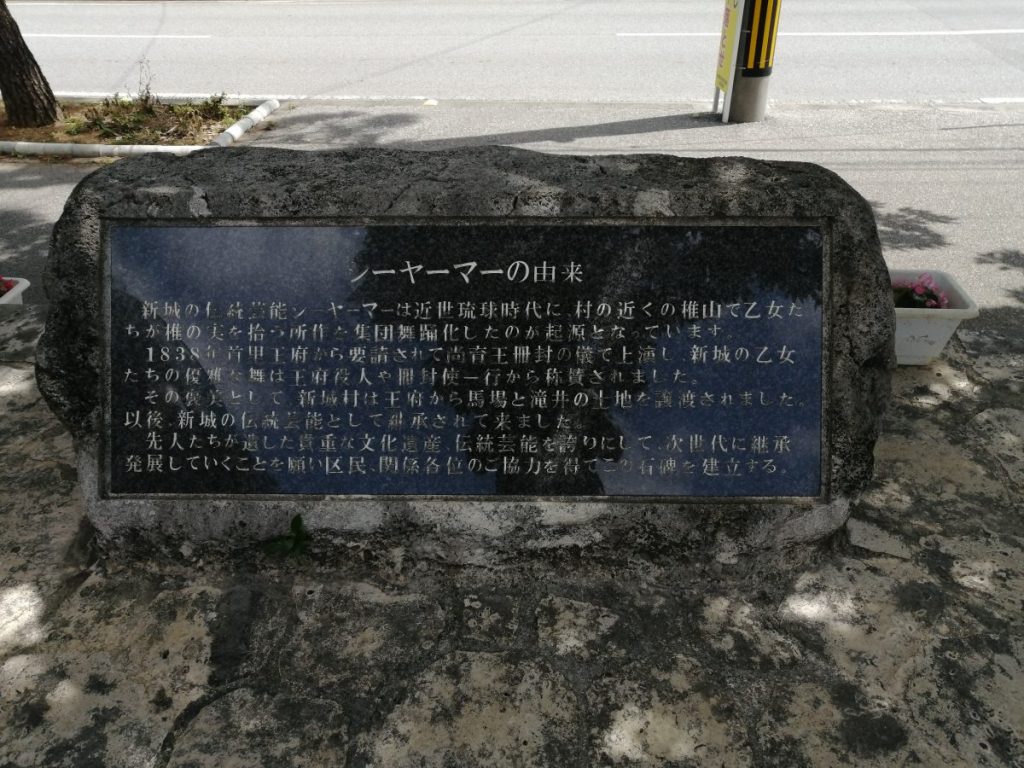 シーヤーマーの由来
新城の伝統芸能シーヤーマーは近世琉球時代に、村の近くの椎山で乙女た
ちが椎の実を拾う所作を集団舞踊化したのが起源となっています。
1838年首里王府から要請されて尚育王冊封の儀で上演し、新城の乙女
たちの優雅な舞は王府役人や冊封使一行から称賛されました。
その褒美として、新城村は王府から馬場と滝井の土地を譲渡されました。
以後、新城の伝統芸能として継承されて来ました。
先人たちが遺した貴重な文化遺産、伝統芸能を誇りにして、次世代に継承
発展していくことを願い区民、関係各位のご協力を得てこの石碑を建立する。